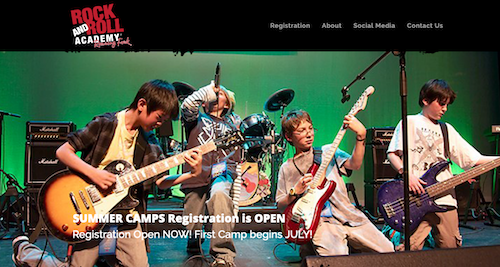 ROCK
AND ROLL
ACADEMY
Registration
About
Social Media
Contact Us
Marshall
Marshall
SUMMER CAMPS Registration is OPEN
Registration Open NOW! First Camp begins JULY!